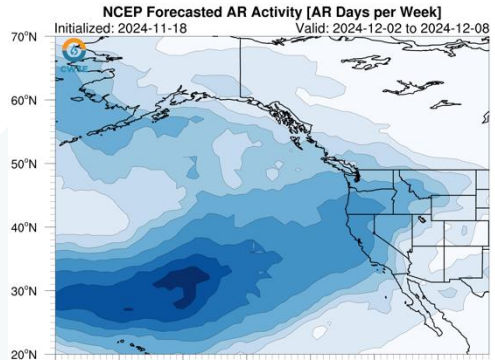 NCEP Forecasted AR Activity [AR Days per Week]
Initialized: 2024-11-18 Valid: 2024-12-02 to 2024-12-08
70°N
CW3E
60°N
50°N
40°N
30°N
20°N